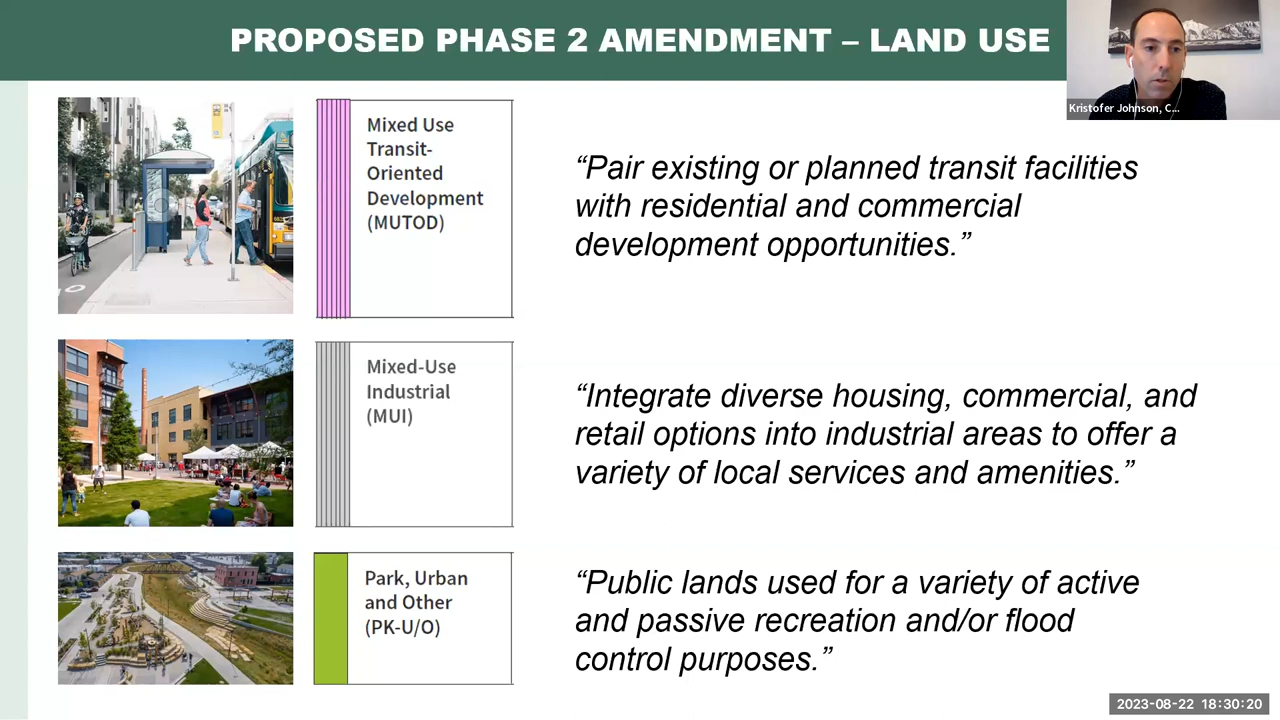 PROPOSED PHASE 2 AMENDMENT – LAND USE
Kristofer Johnson, C...
Mixed Use
Transit-
Oriented
Development
(MUTOD)
“Pair existing or planned transit facilities
with residential and commercial
development opportunities.”
Mixed-Use
Industrial
(MUI)
“Integrate diverse housing, commercial, and
retail options into industrial areas to offer a
variety of local services and amenities.”
Park, Urban
and Other
(PK-U/O)
“Public lands used for a variety of active
and passive recreation and/or flood
control purposes.”
2023-08-22 18:30:20